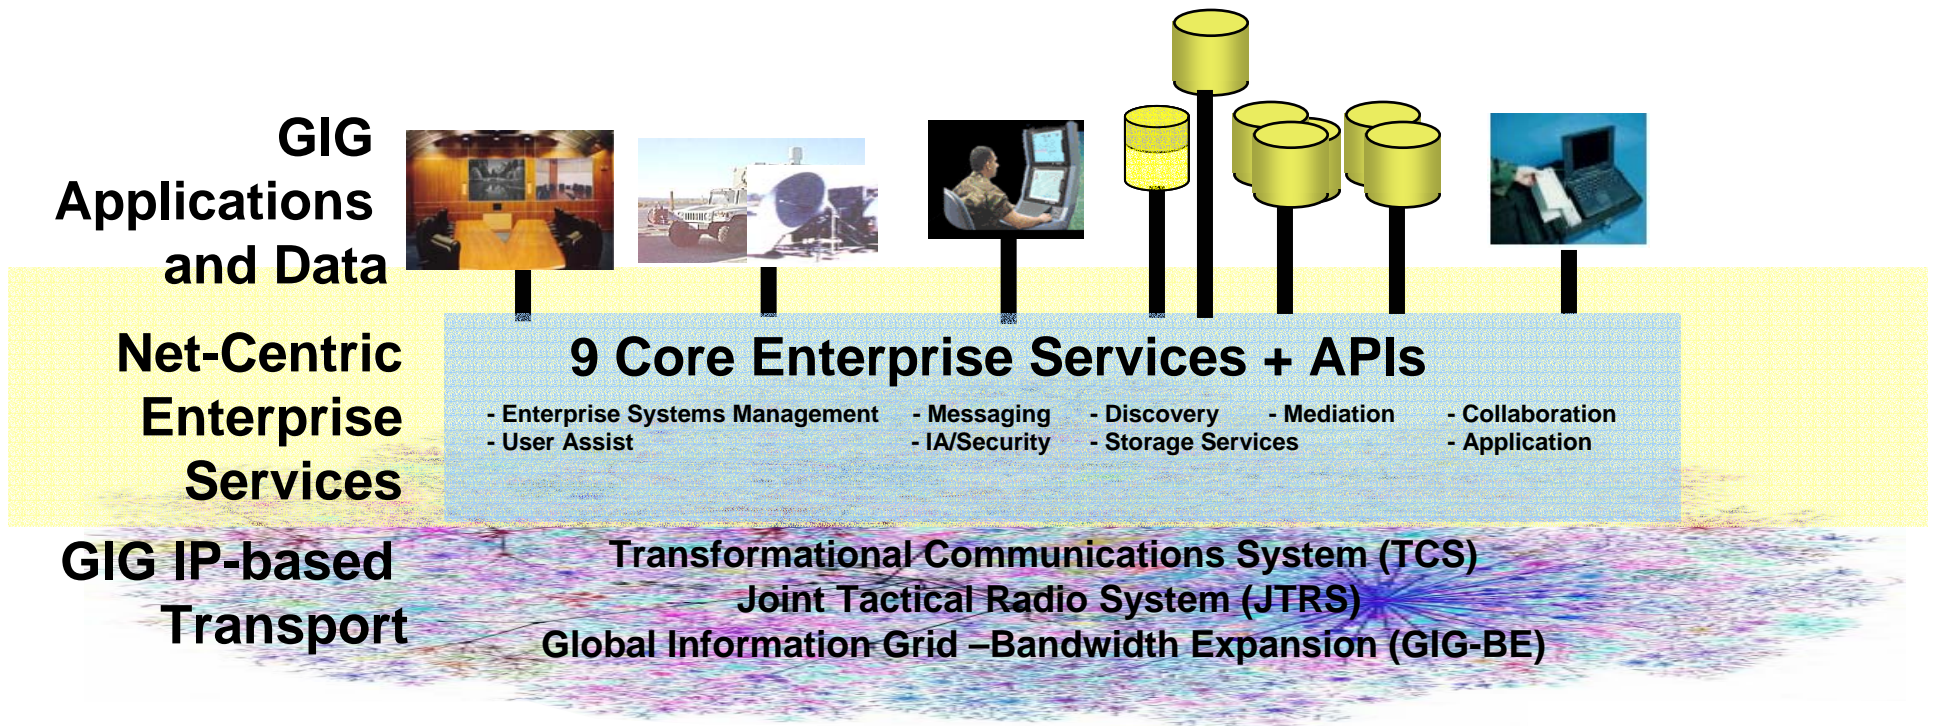 GIG
Applications
and Data
Net-Centric
Enterprise
Services
9 Core Enterprise Services + APIs
- Enterprise Systems Management - Messaging - Discovery - Mediation - Collaboration
- User Assist - IA/Security - Storage Services - Application
GIG IP-based
Transport
Transformational Communications System (TCS)
Joint Tactical Radio System (JTRS)
Global Information Grid –Bandwidth Expansion (GIG-BE)